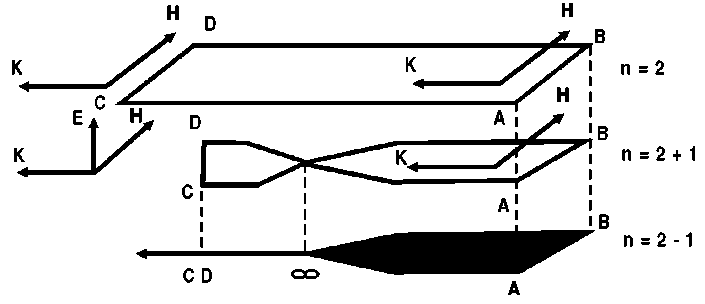 H D H B
K K n = 2
C A
E H D H B
K K n = 2 + 1
C A
B
n = 2 - 1
C D ∞ A